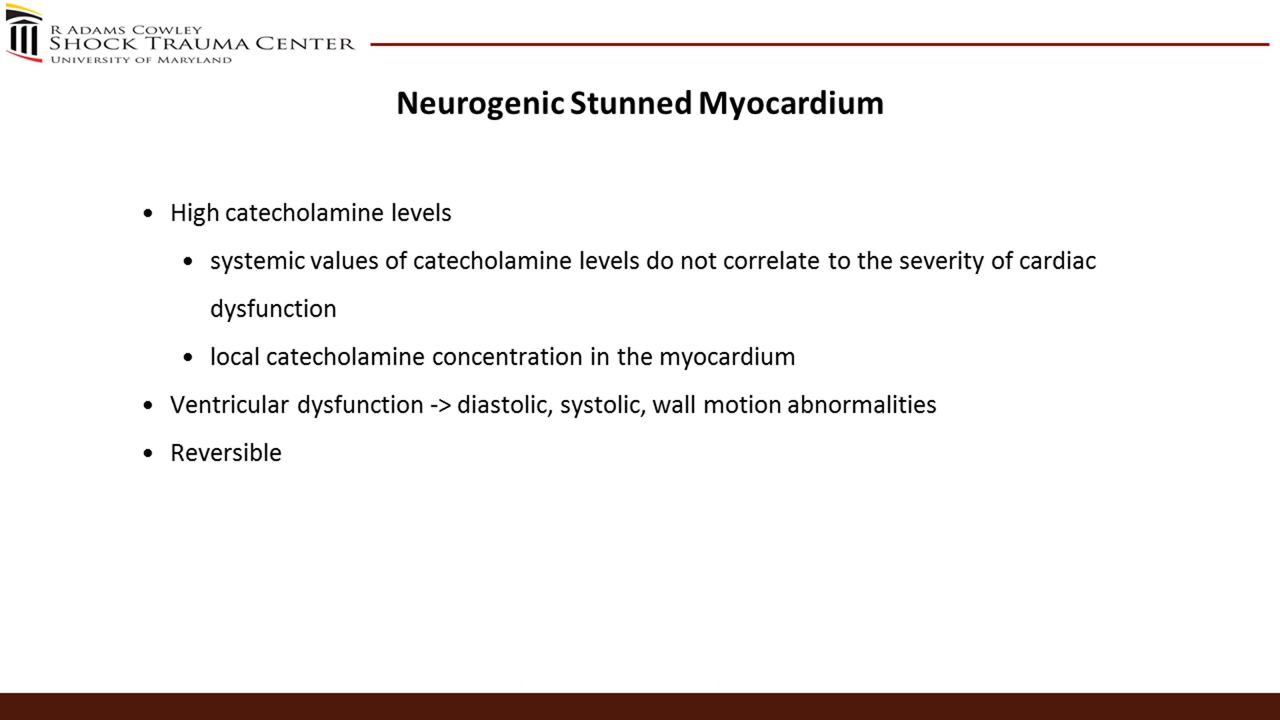 R ADAMS COWLEY
SHOCK TRAUMA CENTER
UNIVERSITY OF MARYLAND
Neurogenic Stunned Myocardium
• High catecholamine levels
• systemic values of catecholamine levels do not correlate to the severity of cardiac
dysfunction
• local catecholamine concentration in the myocardium
• Ventricular dysfunction -> diastolic, systolic, wall motion abnormalities
• Reversible